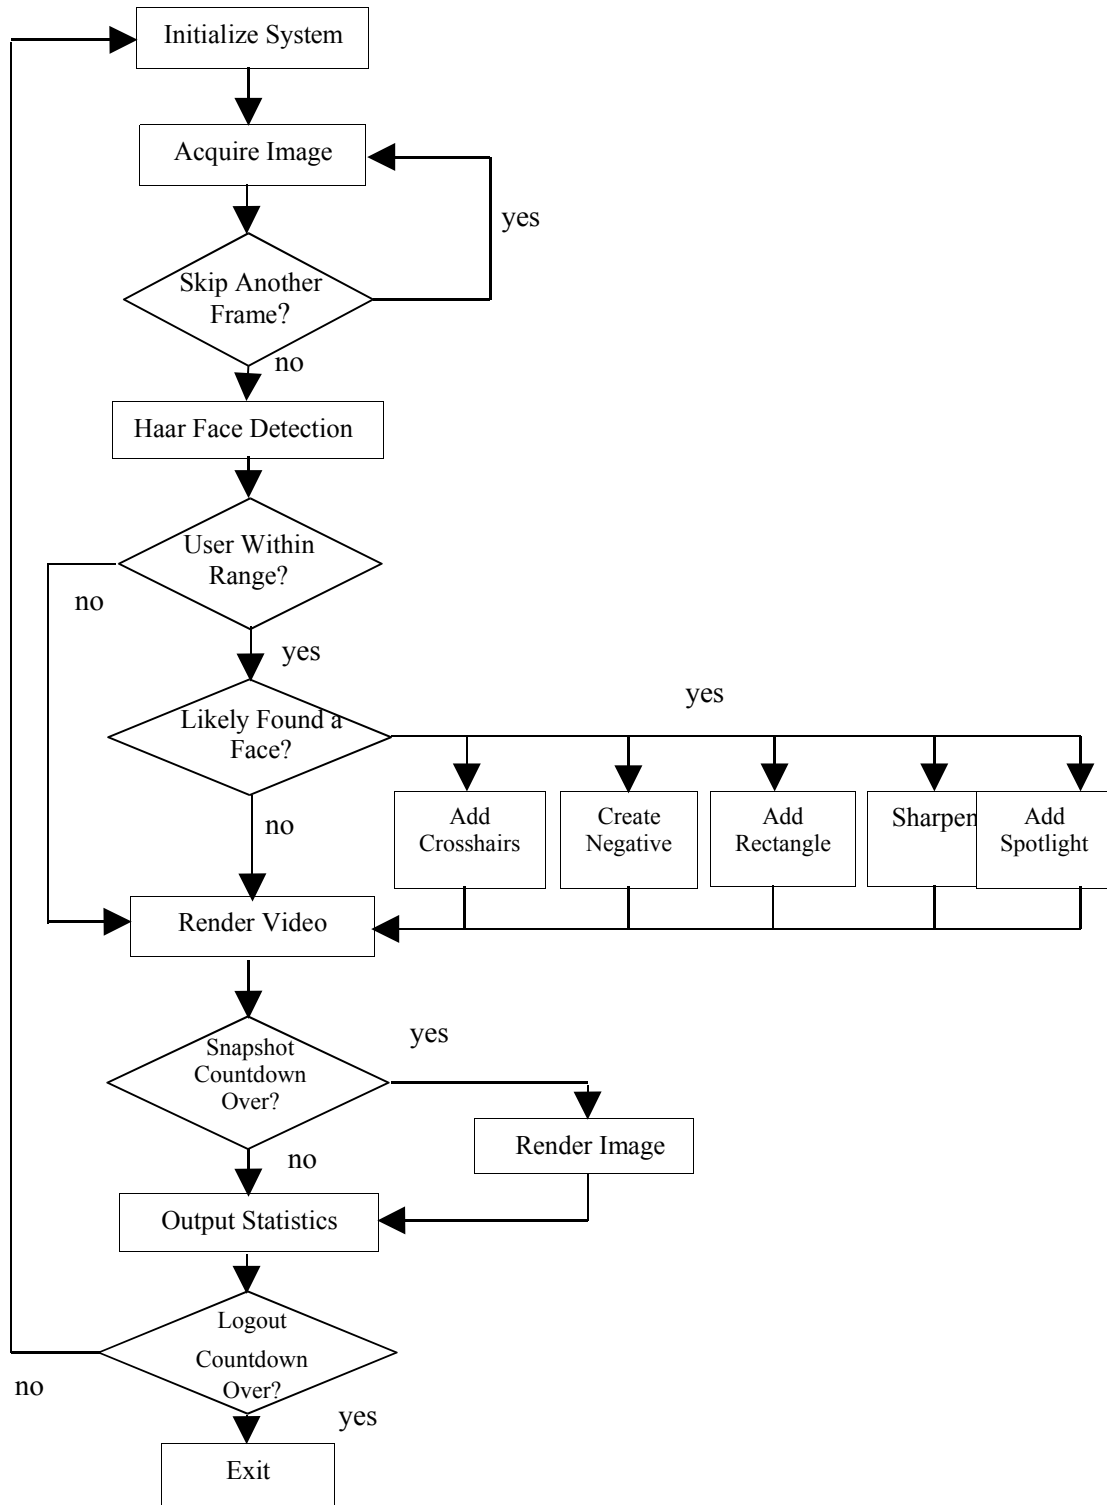 Initialize System
Acquire Image
yes
Skip Another
Frame?
no
Haar Face Detection
User Within
Range?
no
yes
yes
Likely Found a
Face?
no
Add
Crosshairs
Create
Negative
Add
Rectangle
Sharpen
Add
Spotlight
Render Video
yes
Snapshot
Countdown
Over?
no
Render Image
Output Statistics
Logout
Countdown
Over?
no
yes
Exit